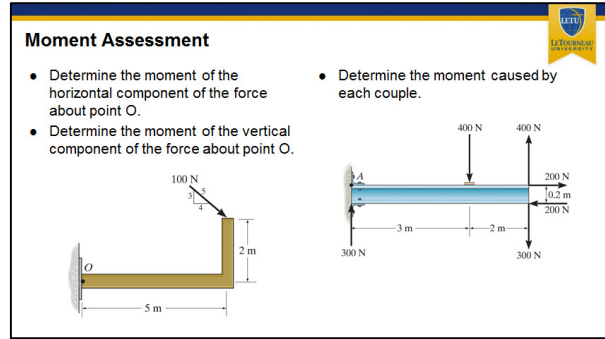 LETU
LETOURNEAU
UNIVERSITY
Moment Assessment
● Determine the moment of the
horizontal component of the force
about point O.
● Determine the moment of the vertical
component of the force about point O.
100 N
5
3
4
O
2 m
5 m
● Determine the moment caused by
each couple.
400 N
400 N
A
200 N
0.2 m
200 N
3 m
2 m
300 N
300 N